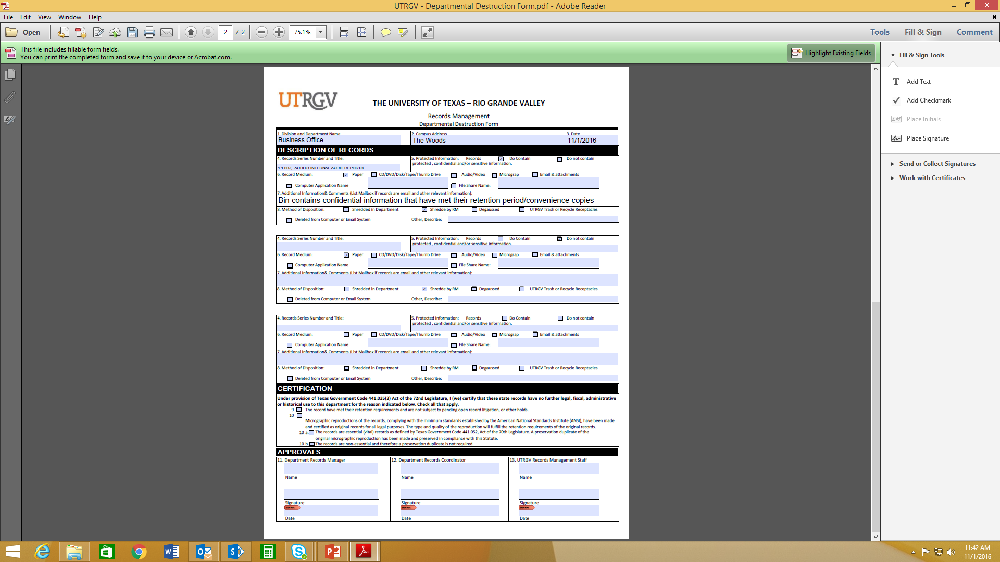 UTRGV - Departmental Destruction Form.pdf - Adobe Reader
File Edit View Window Help
Open 2 / 2 75.1% Tools Fill & Sign Comment
This file includes fillable form fields.
You can print the completed form and save it to your device or Acrobat.com.
Highlight Existing Fields
Fill & Sign Tools
Add Text
Add Checkmark
Place Initials
Place Signature
Send or Collect Signatures
Work with Certificates
UTRGV
THE UNIVERSITY OF TEXAS – RIO GRANDE VALLEY
Records Management
Departmental Destruction Form
1. Division and Department Name 2. Campus Address 3. Date
Business Office The Woods 11/1/2016
DESCRIPTION OF RECORDS
4. Records Series Number and Title: 5. Protected Information: Records Do Contain Do not contain
protected , confidential and/or sensitive information.
1.1.002, AUDITS-INTERNAL AUDIT REPORTS
6. Record Medium: Paper CD/DVD/Disk/Tape/Thumb Drive Audio/Video Micrograp Email & attachments
Computer Application Name File Share Name:
7. Additional Information& Comments (List Mailbox if records are email and other relevant information):
Bin contains confidential information that have met their retention period/convenience copies
8. Method of Disposition: Shredded in Department Shredde by RM Degaussed UTRGV Trash or Recycle Receptacles
Deleted from Computer or Email System Other, Describe:
4. Records Series Number and Title: 5. Protected Information: Records Do Contain Do not contain
protected , confidential and/or sensitive information.
6. Record Medium: Paper CD/DVD/Disk/Tape/Thumb Drive Audio/Video Micrograp Email & attachments
Computer Application Name File Share Name:
7. Additional Information& Comments (List Mailbox if records are email and other relevant information):
8. Method of Disposition: Shredded in Department Shredde by RM Degaussed UTRGV Trash or Recycle Receptacles
Deleted from Computer or Email System Other, Describe:
4. Records Series Number and Title: 5. Protected Information: Records Do Contain Do not contain
protected , confidential and/or sensitive information.
6. Record Medium: Paper CD/DVD/Disk/Tape/Thumb Drive Audio/Video Micrograp Email & attachments
Computer Application Name File Share Name:
7. Additional Information& Comments (List Mailbox if records are email and other relevant information):
8. Method of Disposition: Shredded in Department Shredde by RM Degaussed UTRGV Trash or Recycle Receptacles
Deleted from Computer or Email System Other, Describe:
CERTIFICATION
Under provision of Texas Government Code 441.035(3) Act of the 72nd Legislature, I (we) certify that these state records have no further legal, fiscal, administrative
or historical use to this department for the reason indicated below. Check all that apply.
9 The record have met their retention requirements and are not subject to pending open record litigation, or other holds.
10
Micrographic reproductions of the records, complying with the minimum standards established by the American National Standards Institute (ANSI), have been made
and certified as original records for all legal purposes. The type and quality of the reproduction will fulfill the retention requirements of the original records.
10 a. The records are essential (vital) records as defined by Texas Government Code 441.052, Act of the 70th Legislature. A preservation duplicate of the
original micrographic reproduction has been made and preserved in compliance with this Statute.
10 b. The records are non-essential and therefore a preservation duplicate is not required.
APPROVALS
11. Department Records Manager 12. Department Records Coordinator 13. UTRGV Records Management Staff
Name Name Name
Signature Signature Signature
Date Date Date
11:42 AM
11/1/2016